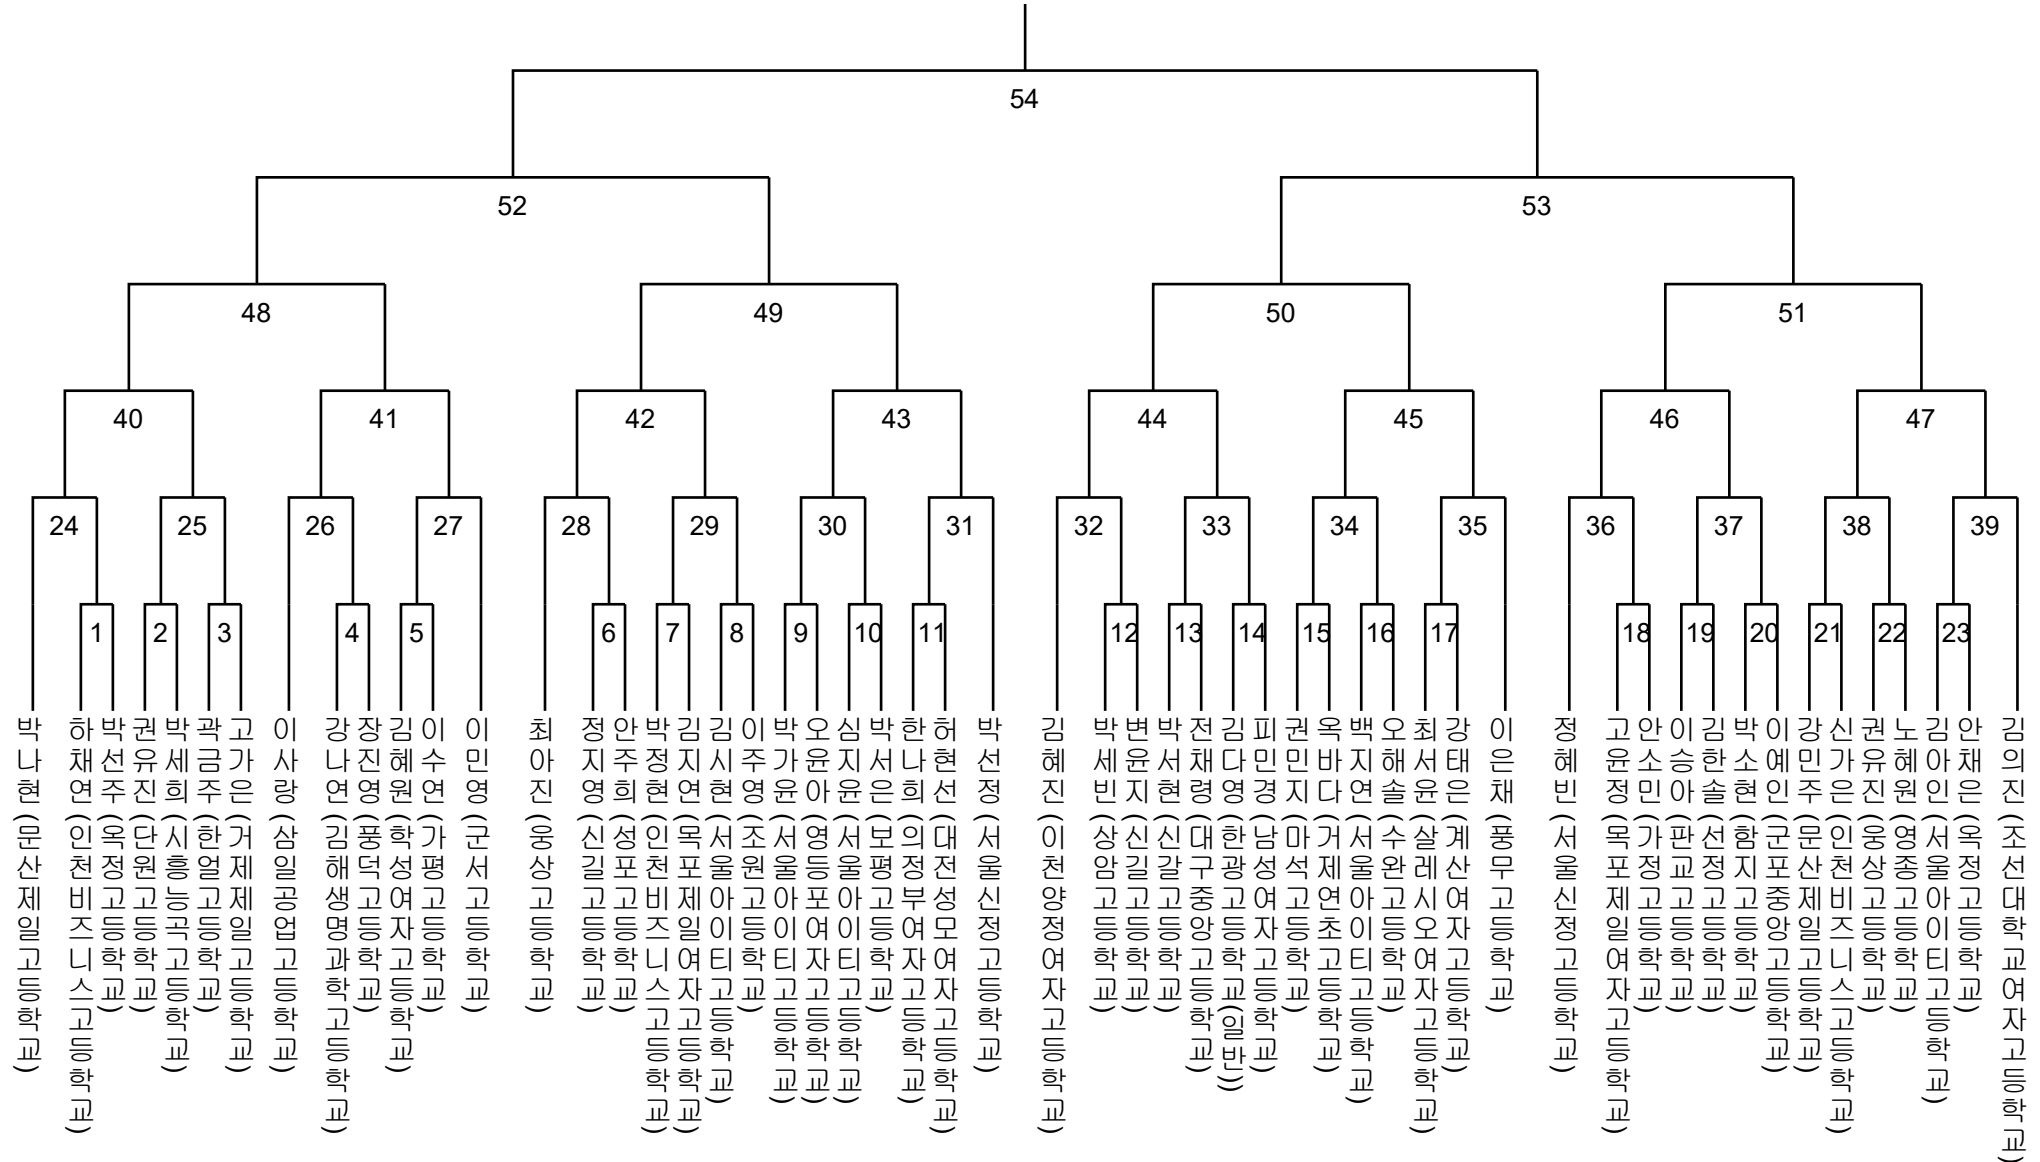 54
52
53
48
49
50
51
40
41
42
43
44
45
46
47
24
25
26
27
28
29
30
31
32
33
34
35
36
37
38
39
1
2
3
4
5
6
7
8
9
10
11
12
13
14
15
16
17
18
19
20
21
22
23
박나현(문산제일고등학교)
하채연(인천비즈니스고등학교)
박선주(옥정고등학교)
권유진(단원고등학교)
박세희(시흥능곡고등학교)
곽금주(한얼고등학교)
고가은(거제제일고등학교)
이사랑(삼일공업고등학교)
강나연(김해생명과학고등학교)
장진영(풍덕고등학교)
김혜원(학성여자고등학교)
이수연(가평고등학교)
이민영(군서고등학교)
최아진(웅상고등학교)
정지영(신길고등학교)
안주희(성포고등학교)
박정현(인천비즈니스고등학교)
김지연(목포제일여자고등학교)
김시현(서울아이티고등학교)
이주영(조원고등학교)
박가윤(서울아이티고등학교)
오윤아(영등포여자고등학교)
심지윤(서울아이티고등학교)
박서은(보평고등학교)
한나희(의정부여자고등학교)
허현선(대전성모여자고등학교)
박선정(서울신정고등학교)
김혜진(이천양정여자고등학교)
박세빈(상암고등학교)
변윤지(신길고등학교)
박서현(신갈고등학교)
전채령(대구중앙고등학교)
김다영(한광고등학교(일반))
피민경(남성여자고등학교)
권민지(마석고등학교)
옥바다(거제연초고등학교)
백지연(서울아이티고등학교)
오해솔(수완고등학교)
최서윤(살레시오여자고등학교)
강태은(계산여자고등학교)
이은채(풍무고등학교)
정혜빈(서울신정고등학교)
고윤정(목포제일여자고등학교)
안소민(가정고등학교)
이승아(판교고등학교)
김한솔(선정고등학교)
박소현(함지고등학교)
이예인(군포중앙고등학교)
강민주(문산제일고등학교)
신가은(인천비즈니스고등학교)
권유진(웅상고등학교)
노혜원(영종고등학교)
김아인(서울아이티고등학교)
안채은(옥정고등학교)
김의진(조선대학교여자고등학교)